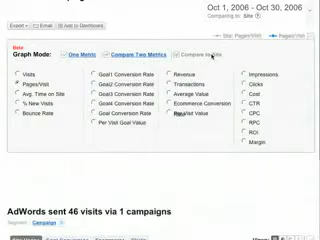 Oct 1, 2006 - Oct 30, 2006
Comparing to: Site
Export Email Add to Dashboard
Site: Pages/Visit Pages/Visit
Beta
Graph Mode: One Metric Compare Two Metrics Compare to Site
Visits Goal1 Conversion Rate Revenue Impressions
Pages/Visit Goal2 Conversion Rate Transactions Clicks
Avg. Time on Site Goal3 Conversion Rate Average Value Cost
% New Visits Goal4 Conversion Rate Ecommerce Conversion CTR
Bounce Rate Goal Conversion Rate Visit Value CPC
Per Visit Goal Value RPC
ROI
Margin
AdWords sent 46 visits via 1 campaigns
Segment: Campaign
Views: